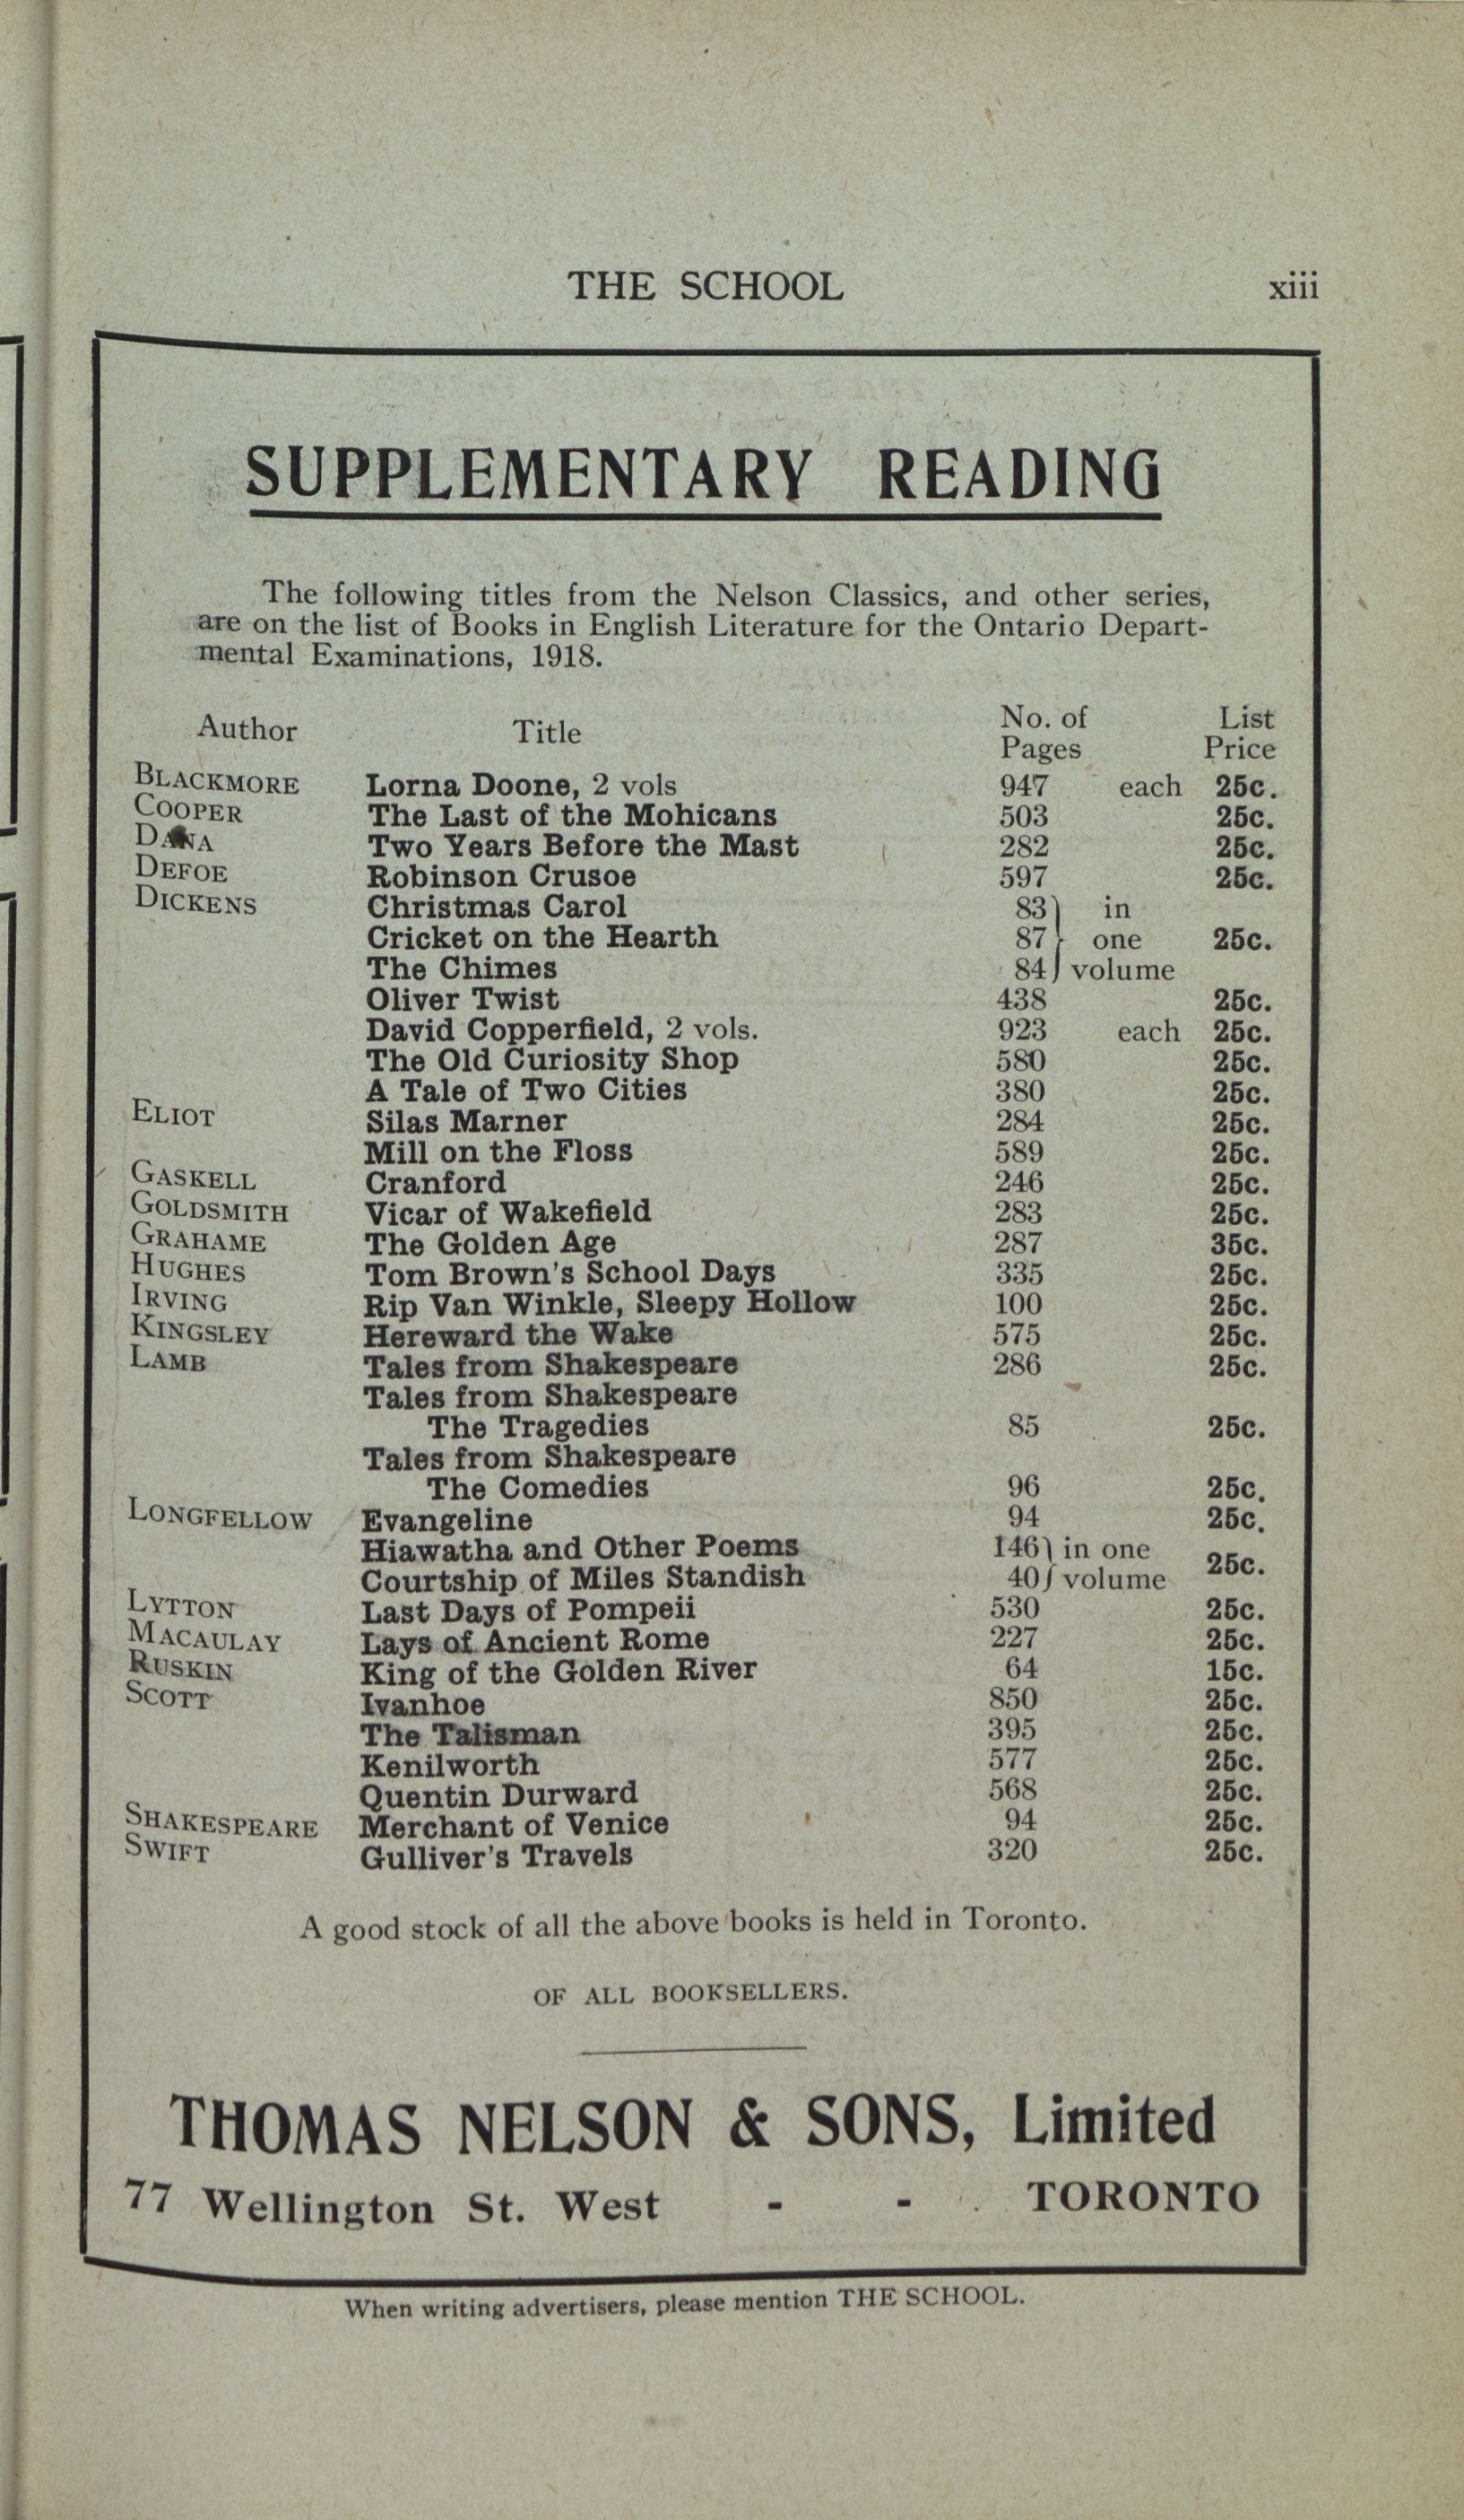 THE SCHOOL xiii
SUPPLEMENTARY READING
The following titles from the Nelson Classics, and other series,
are on the list of Books in English Literature for the Ontario Depart-
mental Examinations, 1918.
Author Title No. of Pages List Price
BLACKMORE Lorna Doone, 2 vols 947 each 25c.
COOPER The Last of the Mohicans 503 25c.
DANA Two Years Before the Mast 282 25c.
DEFOE Robinson Crusoe 597 25c.
DICKENS Christmas Carol 83 } in
Cricket on the Hearth 87 } one 25c.
The Chimes 84 } volume
Oliver Twist 438 25c.
David Copperfield, 2 vols. 923 each 25c.
The Old Curiosity Shop 580 25c.
A Tale of Two Cities 380 25c.
ELIOT Silas Marner 284 25c.
Mill on the Floss 589 25c.
GASKELL Cranford 246 25c.
GOLDSMITH Vicar of Wakefield 283 25c.
GRAHAME The Golden Age 287 35c.
HUGHES Tom Brown's School Days 335 25c.
IRVING Rip Van Winkle, Sleepy Hollow 100 25c.
KINGSLEY Hereward the Wake 575 25c.
LAMB Tales from Shakespeare 286 25c.
Tales from Shakespeare
The Tragedies 85 25c.
Tales from Shakespeare
The Comedies 96 25c.
LONGFELLOW Evangeline 94 25c.
Hiawatha and Other Poems 146 } in one
Courtship of Miles Standish 40 } volume 25c.
LYTTON Last Days of Pompeii 530 25c.
MACAULAY Lays of Ancient Rome 227 25c.
RUSKIN King of the Golden River 64 15c.
SCOTT Ivanhoe 850 25c.
The Talisman 395 25c.
Kenilworth 577 25c.
Quentin Durward 568 25c.
SHAKESPEARE Merchant of Venice 94 25c.
SWIFT Gulliver's Travels 320 25c.
A good stock of all the above books is held in Toronto.
OF ALL BOOKSELLERS.
THOMAS NELSON & SONS, Limited
77 Wellington St. West - - TORONTO
When writing advertisers, please mention THE SCHOOL.